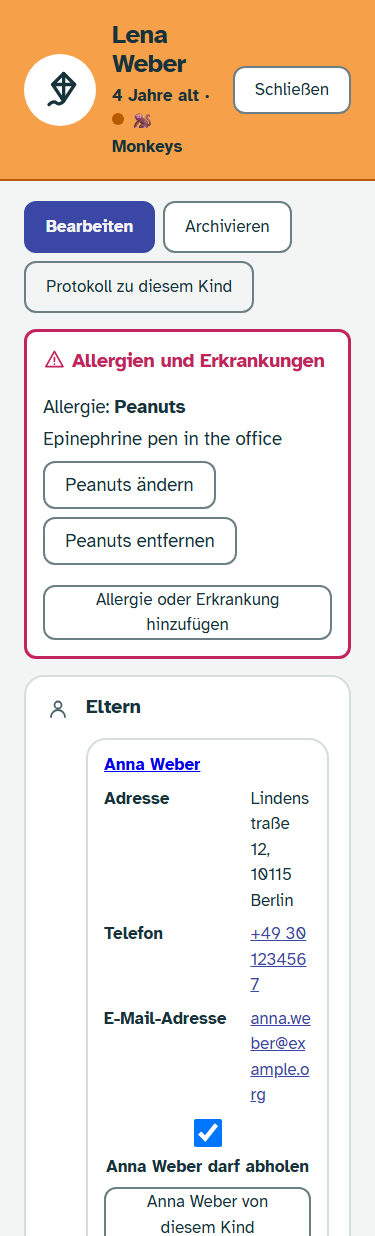 Lena
Weber
4 Jahre alt ·
Monkeys
Schließen
Bearbeiten
Archivieren
Protokoll zu diesem Kind
Allergien und Erkrankungen
Allergie: Peanuts
Epinephrine pen in the office
Peanuts ändern
Peanuts entfernen
Allergie oder Erkrankung
hinzufügen
Eltern
Anna Weber
Adresse
Lindens
traße
12,
10115
Berlin
Telefon
+49 30
123456
7
E-Mail-Adresse
anna.we
ber@ex
ample.o
rg
Anna Weber darf abholen
Anna Weber von
diesem Kind